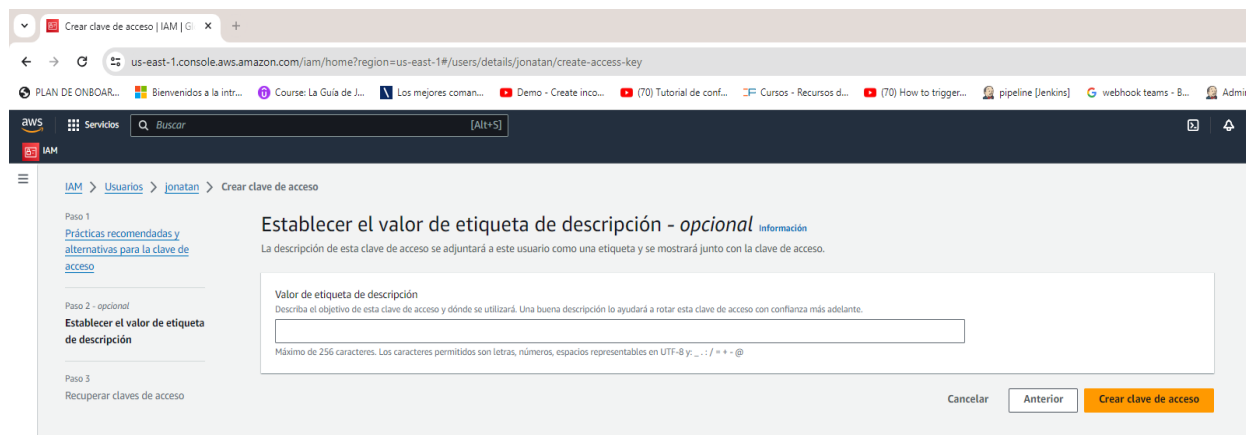 Crear clave de acceso | IAM | Gl
us-east-1.console.aws.amazon.com/iam/home?region=us-east-1#/users/details/jonatan/create-access-key
PLAN DE ONBOAR... Bienvenidos a la intr... Course: La Guía de J... Los mejores coman... Demo - Create inco... (70) Tutorial de conf... Cursos - Recursos d... (70) How to trigger... pipeline [Jenkins] webhook teams - B... Admi
aws Servicios Buscar [Alt+S]
IAM
IAM > Usuarios > jonatan > Crear clave de acceso
Paso 1
Prácticas recomendadas y
alternativas para la clave de
acceso
Paso 2 - opcional
Establecer el valor de etiqueta
de descripción
Paso 3
Recuperar claves de acceso
Establecer el valor de etiqueta de descripción - opcional Información
La descripción de esta clave de acceso se adjuntará a este usuario como una etiqueta y se mostrará junto con la clave de acceso.
Valor de etiqueta de descripción
Describa el objetivo de esta clave de acceso y dónde se utilizará. Una buena descripción lo ayudará a rotar esta clave de acceso con confianza más adelante.
Máximo de 256 caracteres. Los caracteres permitidos son letras, números, espacios representables en UTF-8 y: _ . : / = + - @
Cancelar Anterior Crear clave de acceso